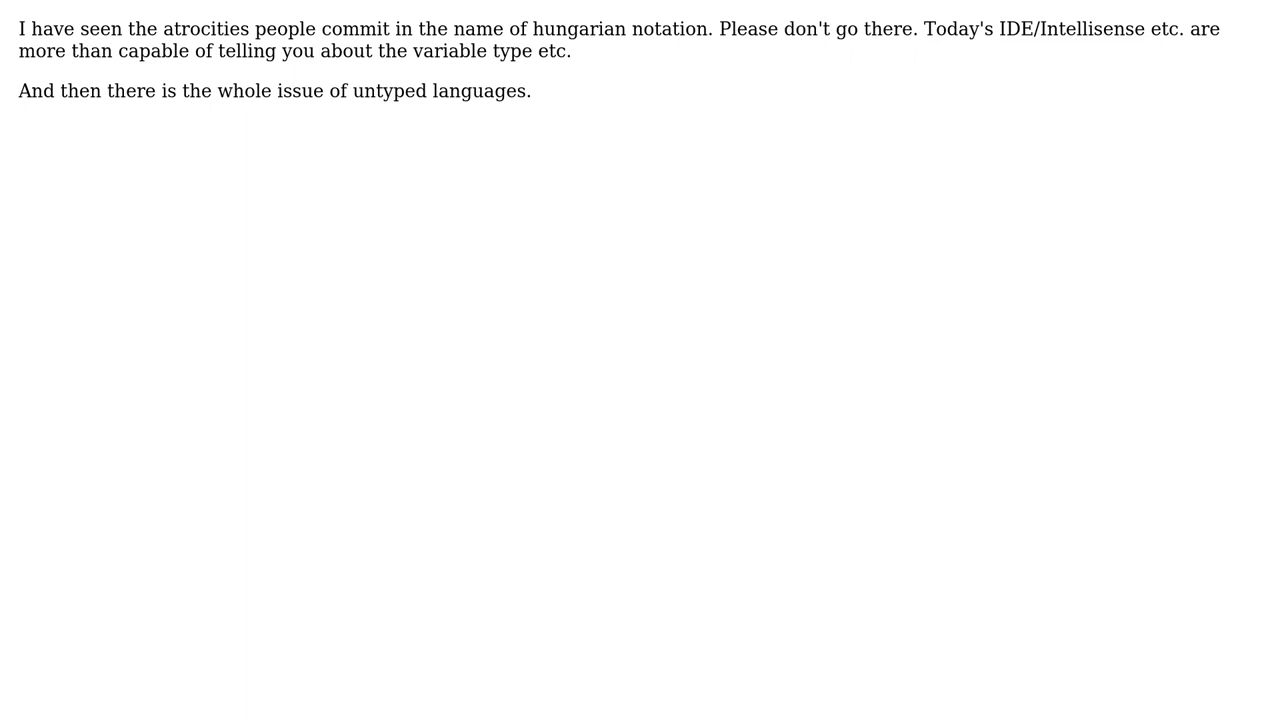 I have seen the atrocities people commit in the name of hungarian notation. Please don't go there. Today's IDE/Intellisense etc. are
more than capable of telling you about the variable type etc.
And then there is the whole issue of untyped languages.